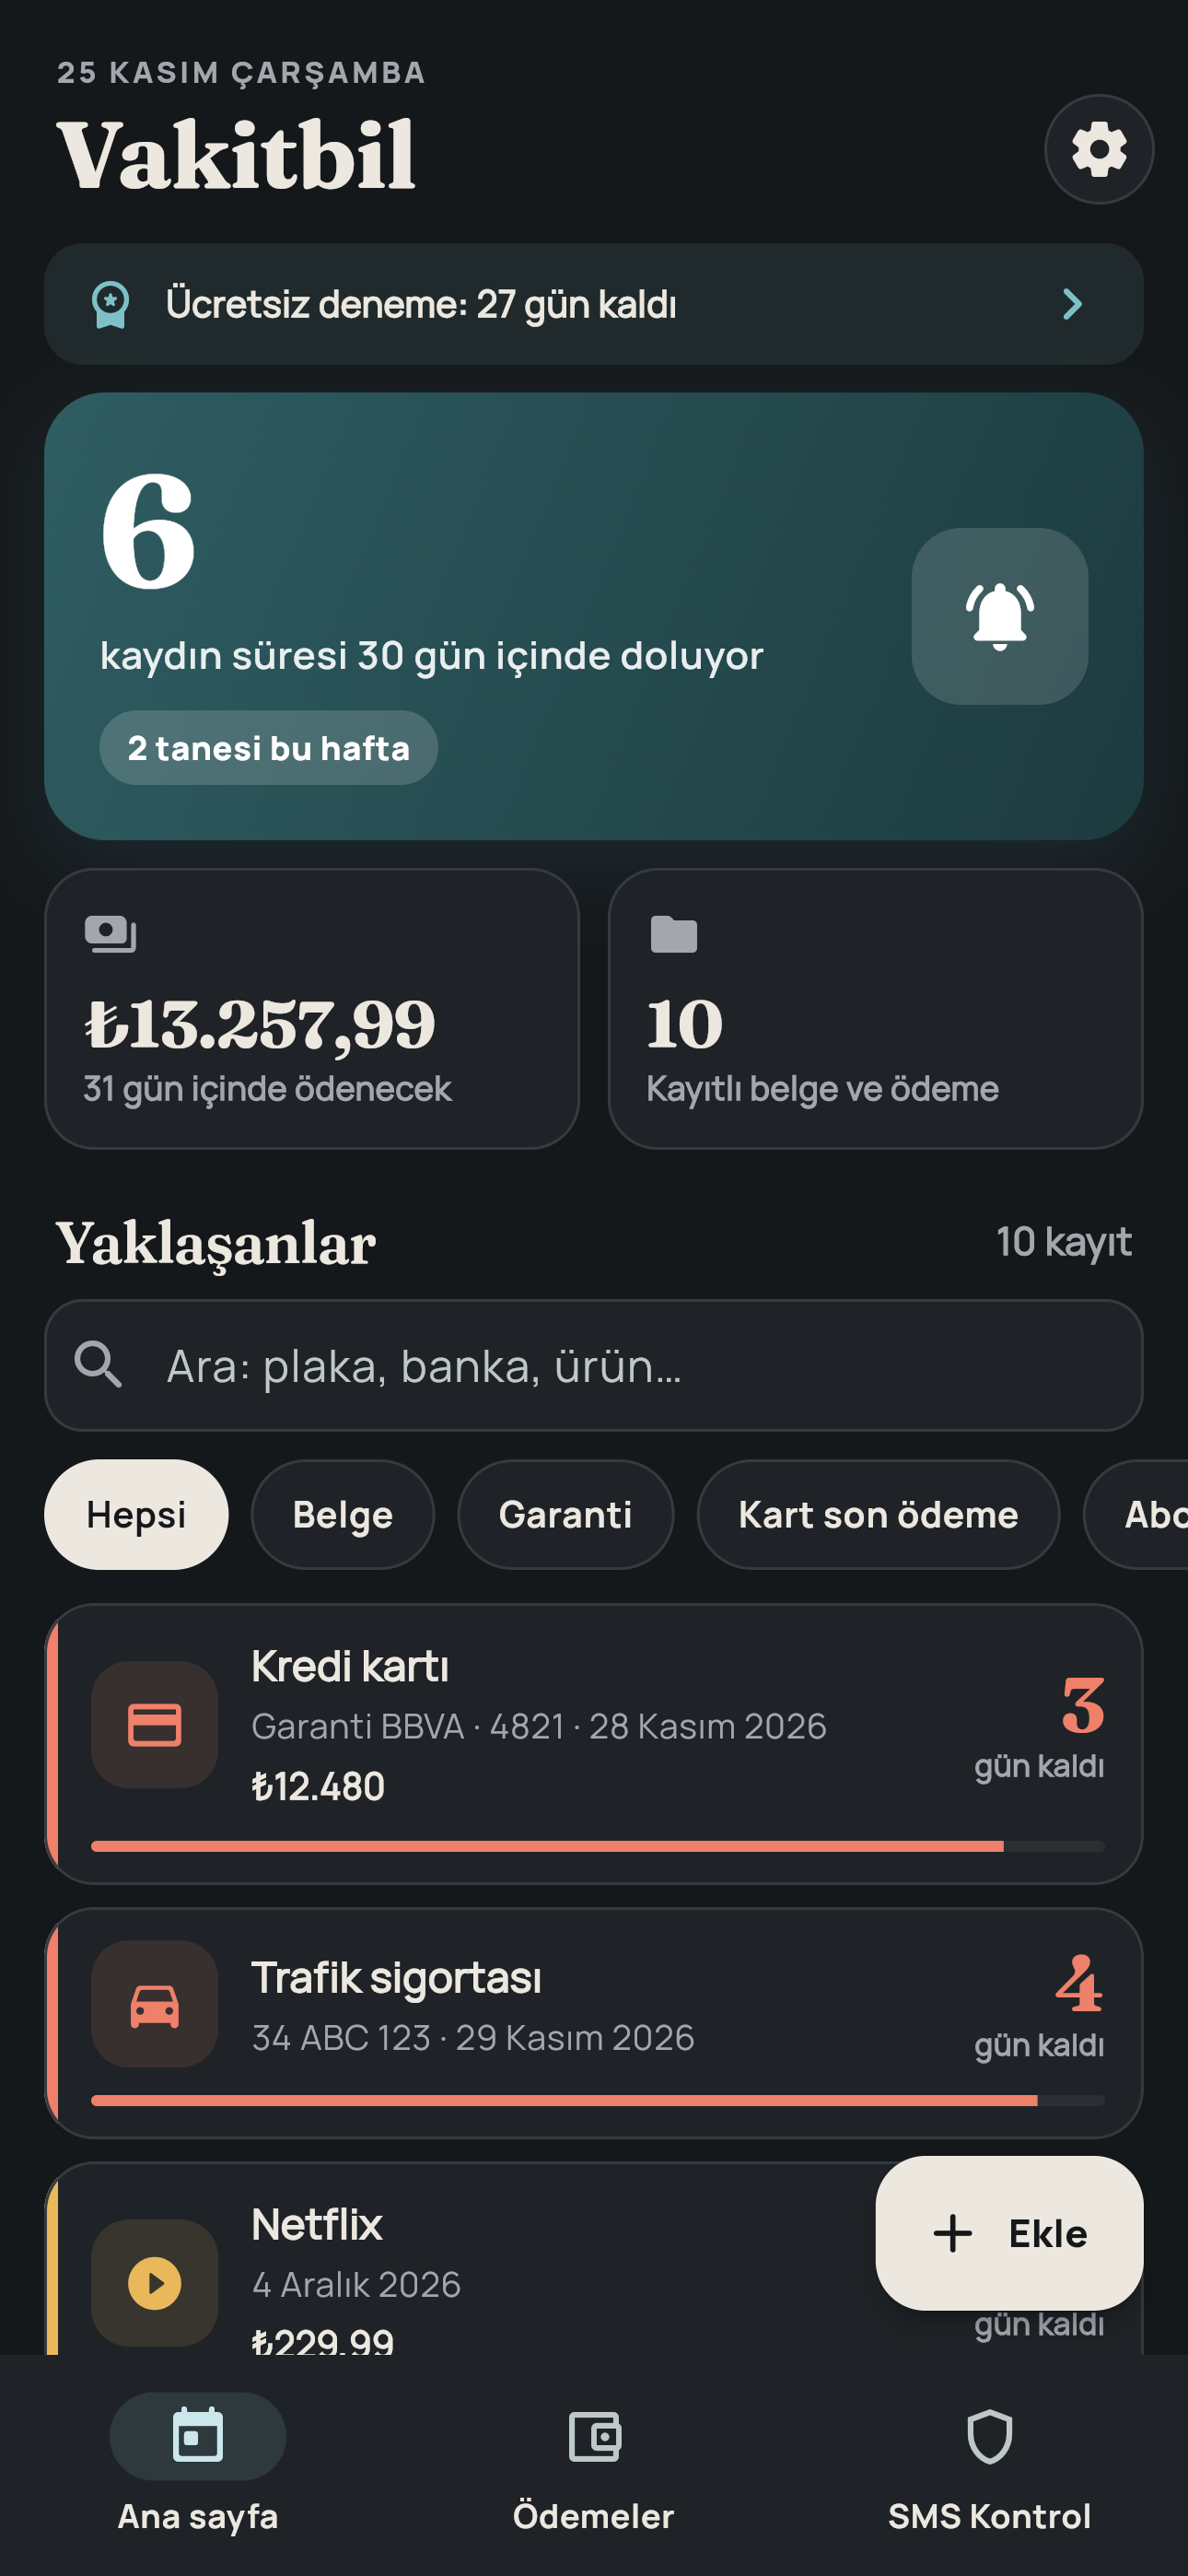 25 KASIM ÇARŞAMBA
Vakitbil
Ücretsiz deneme: 27 gün kaldı
6
kaydın süresi 30 gün içinde doluyor
2 tanesi bu hafta
₺13.257,99
31 gün içinde ödenecek
10
Kayıtlı belge ve ödeme
Yaklaşanlar
10 kayıt
Ara: plaka, banka, ürün…
Hepsi
Belge
Garanti
Kart son ödeme
Abo
Kredi kartı
Garanti BBVA · 4821 · 28 Kasım 2026
₺12.480
3
gün kaldı
Trafik sigortası
34 ABC 123 · 29 Kasım 2026
4
gün kaldı
Netflix
4 Aralık 2026
₺229,99
gün kaldı
Ekle
Ana sayfa
Ödemeler
SMS Kontrol